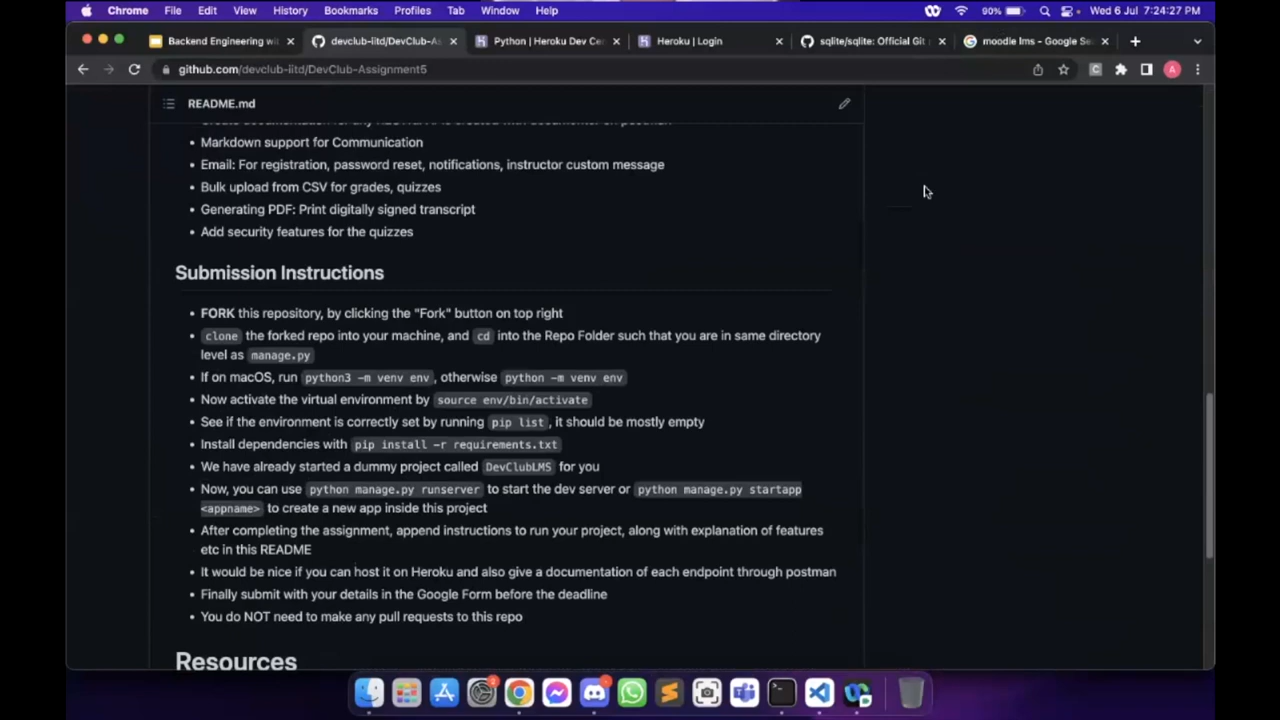 Chrome File Edit View History Bookmarks Profiles Tab Window Help 90% Wed 6 Jul 7:24:27 PM
Backend Engineering wi devclub-iitd/DevClub-As Python | Heroku Dev Ce Heroku | Login sqlite/sqlite: Official Git moodle lms - Google Se
github.com/devclub-iitd/DevClub-Assignment5 C A
README.md
• Markdown support for Communication
• Email: For registration, password reset, notifications, instructor custom message
• Bulk upload from CSV for grades, quizzes
• Generating PDF: Print digitally signed transcript
• Add security features for the quizzes
Submission Instructions
• FORK this repository, by clicking the "Fork" button on top right
• clone the forked repo into your machine, and cd into the Repo Folder such that you are in same directory
level as manage.py
• If on macOS, run python3 -m venv env, otherwise python -m venv env
• Now activate the virtual environment by source env/bin/activate
• See if the environment is correctly set by running pip list, it should be mostly empty
• Install dependencies with pip install -r requirements.txt
• We have already started a dummy project called DevClubLMS for you
• Now, you can use python manage.py runserver to start the dev server or python manage.py startapp
<appname> to create a new app inside this project
• After completing the assignment, append instructions to run your project, along with explanation of features
etc in this README
• It would be nice if you can host it on Heroku and also give a documentation of each endpoint through postman
• Finally submit with your details in the Google Form before the deadline
• You do NOT need to make any pull requests to this repo
Resources